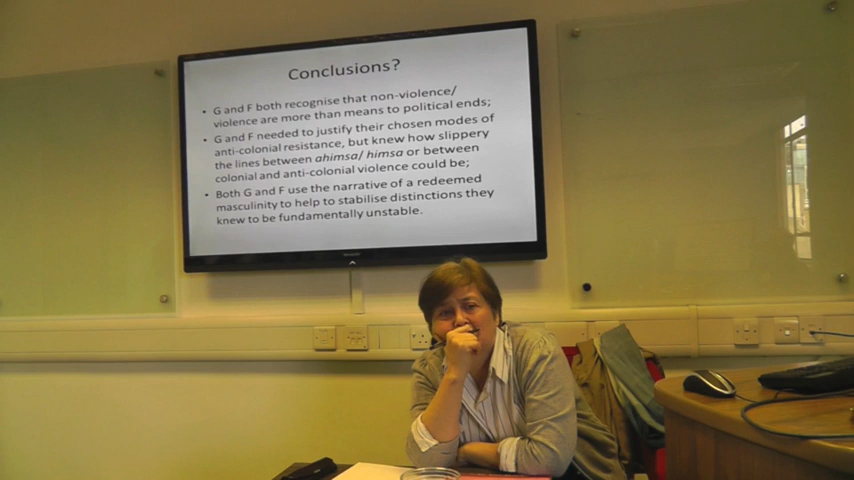 Conclusions?
• G and F both recognise that non-violence/
violence are more than means to political ends;
• G and F needed to justify their chosen modes of
anti-colonial resistance, but knew how slippery
the lines between ahimsa/ himsa or between
colonial and anti-colonial violence could be;
• Both G and F use the narrative of a redeemed
masculinity to help to stabilise distinctions they
knew to be fundamentally unstable.